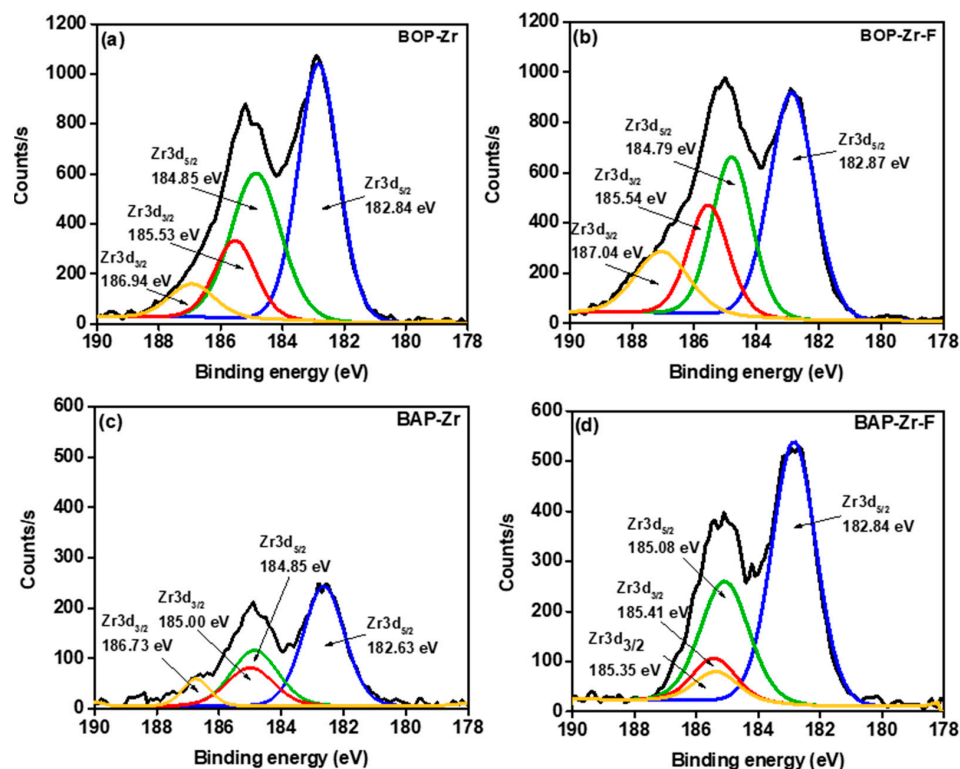 (a)
BOP-Zr
1200
1000
800
600
400
200
0
Counts/s
Zr3d5/2
184.85 eV
Zr3d3/2
185.53 eV
Zr3d3/2
186.94 eV
Zr3d5/2
182.84 eV
190 188 186 184 182 180 178
Binding energy (eV)
(b)
BOP-Zr-F
1200
1000
800
600
400
200
0
Counts/s
Zr3d5/2
184.79 eV
Zr3d3/2
185.54 eV
Zr3d3/2
187.04 eV
Zr3d5/2
182.87 eV
190 188 186 184 182 180 178
Binding energy (eV)
(c)
BAP-Zr
600
500
400
300
200
100
0
Counts/s
Zr3d5/2
184.85 eV
Zr3d3/2
185.00 eV
Zr3d3/2
186.73 eV
Zr3d5/2
182.63 eV
190 188 186 184 182 180 178
Binding energy (eV)
(d)
BAP-Zr-F
600
500
400
300
200
100
0
Counts/s
Zr3d5/2
185.08 eV
Zr3d3/2
185.41 eV
Zr3d3/2
185.35 eV
Zr3d5/2
182.84 eV
190 188 186 184 182 180 178
Binding energy (eV)